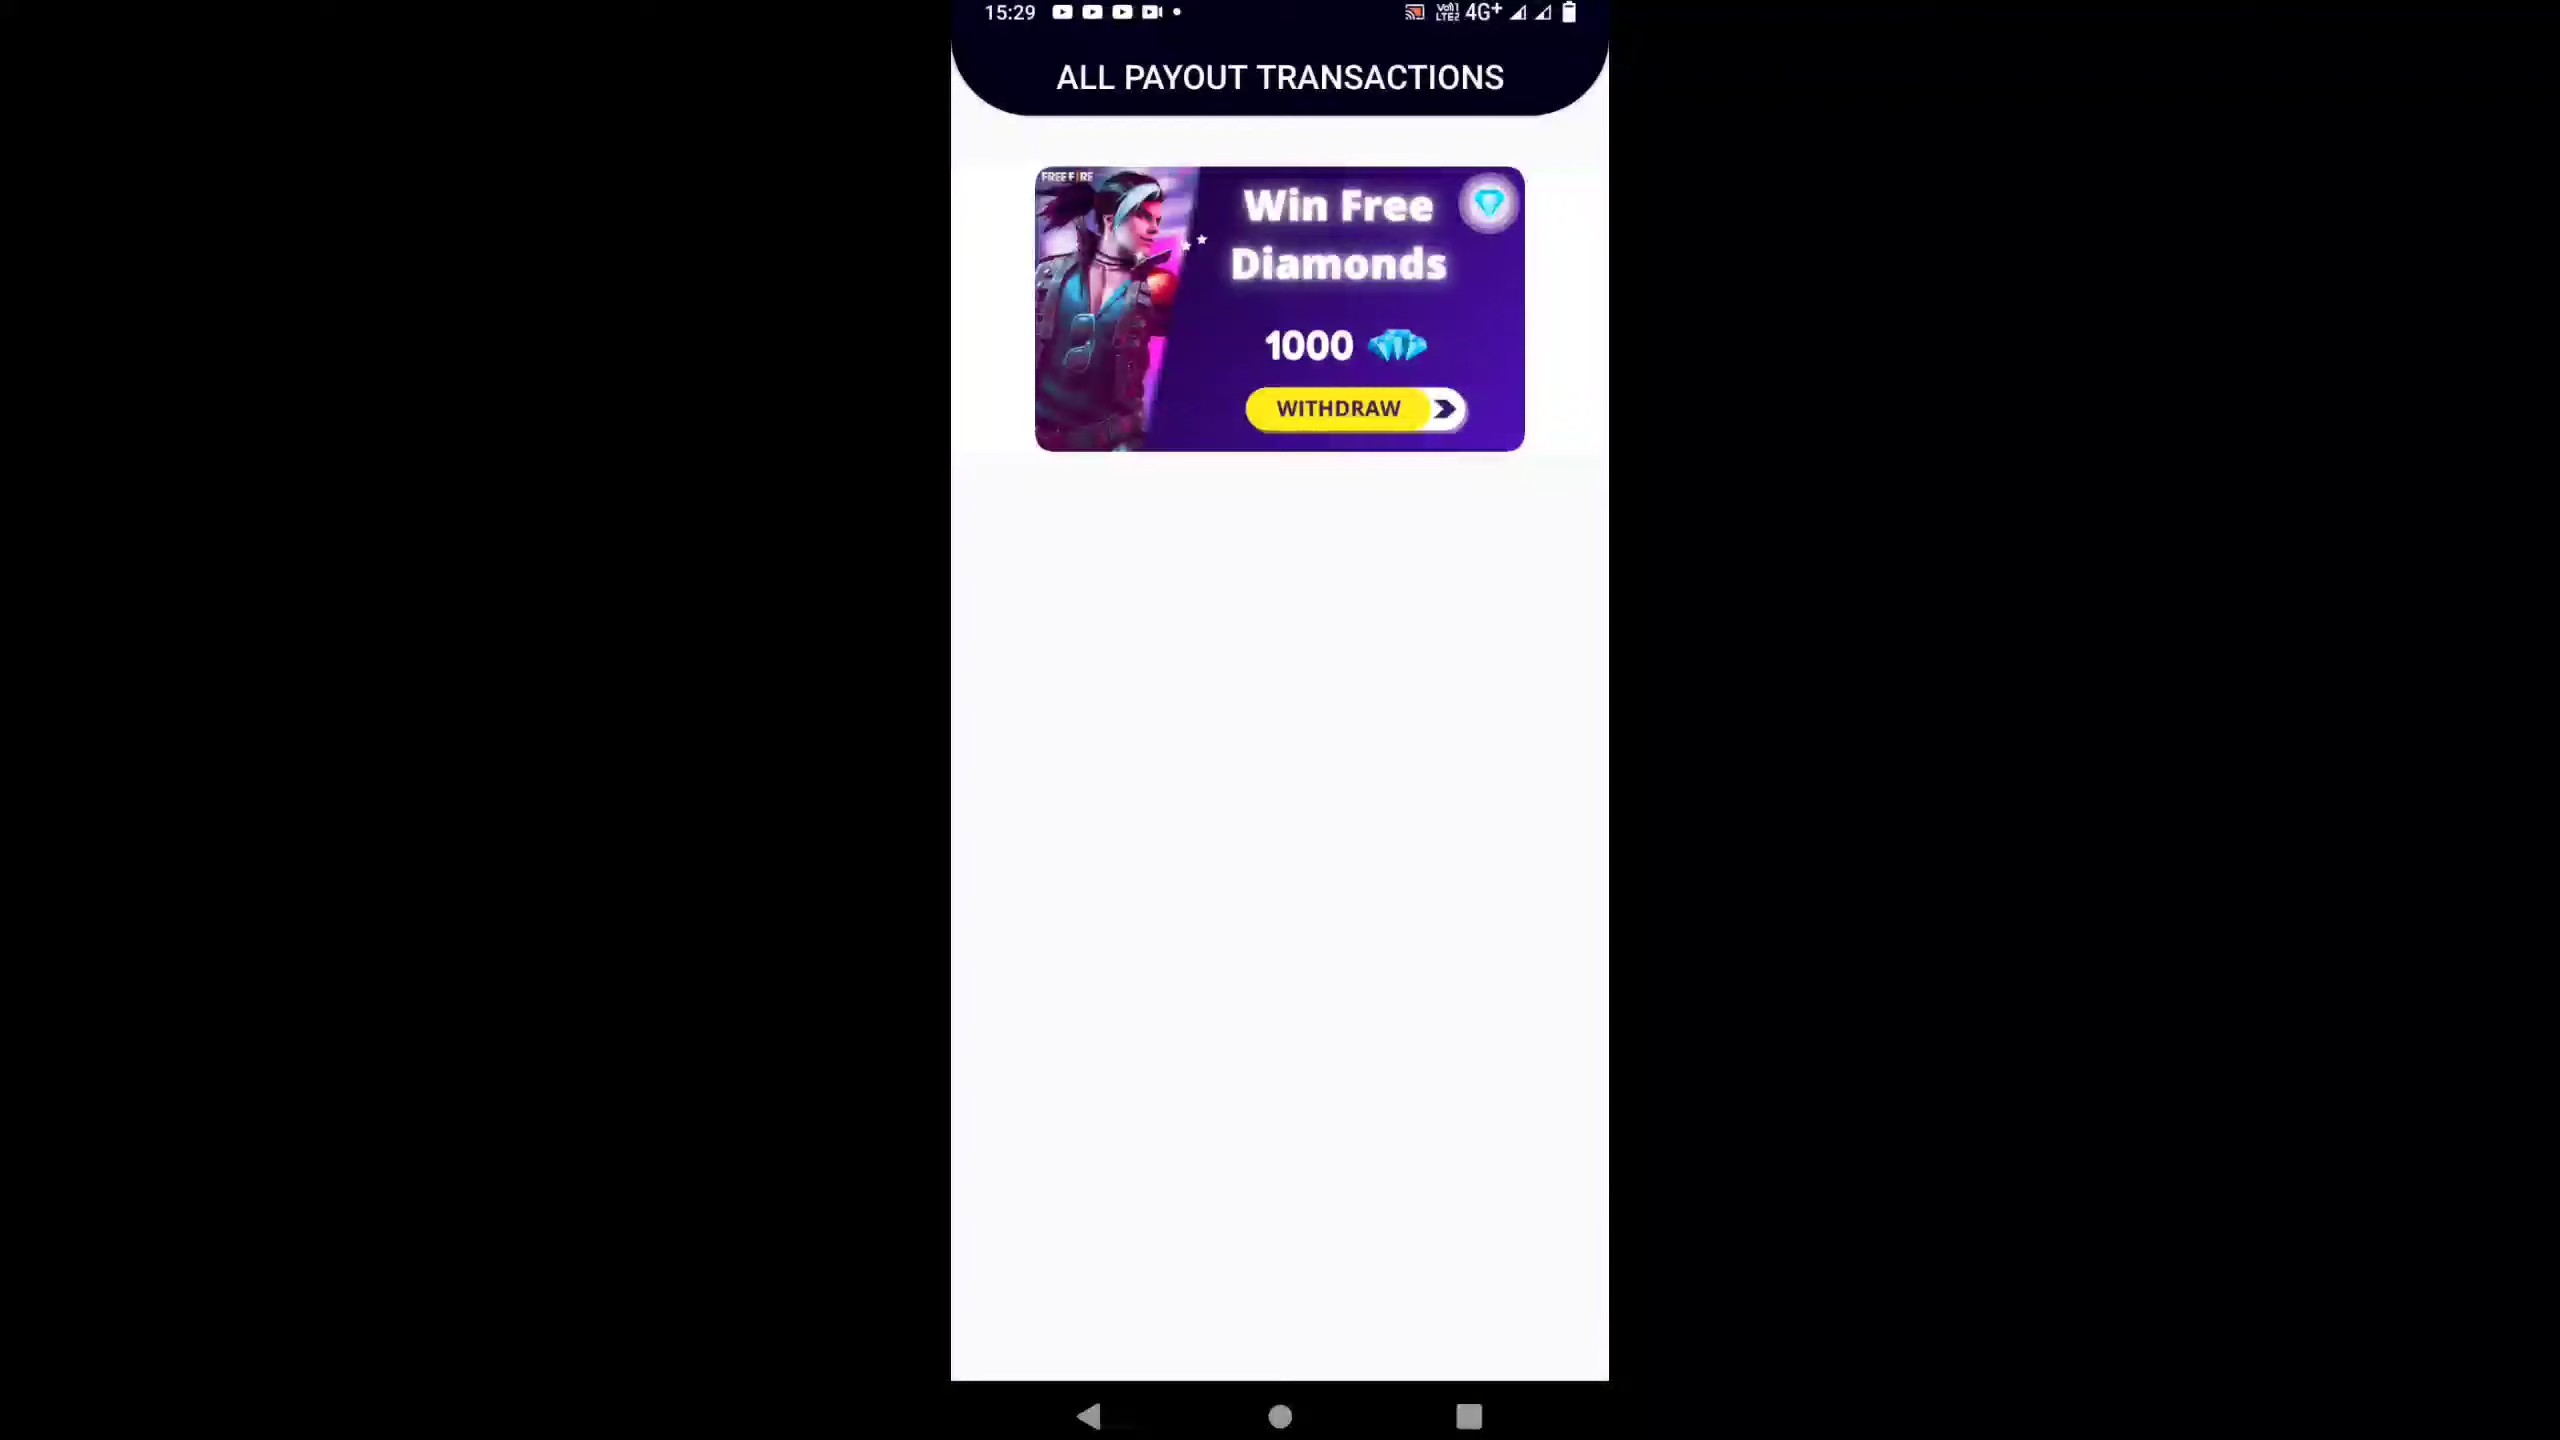 15:29
4G+
ALL PAYOUT TRANSACTIONS
FREE FIRE
Win Free
Diamonds
1000
WITHDRAW